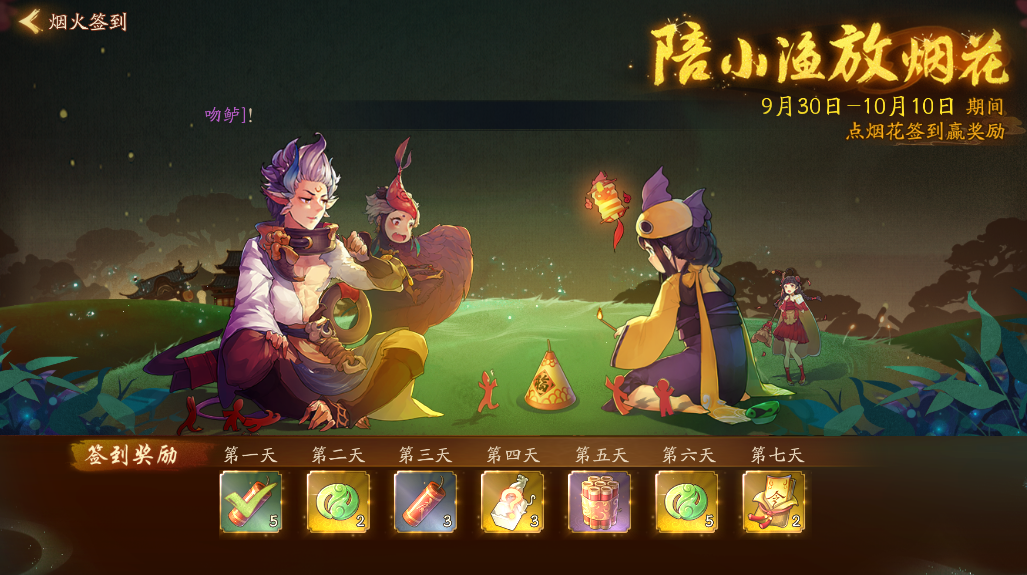 烟火签到
陪小渔放烟花
9月30日-10月10日 期间
点烟花签到赢奖励
吻鲈]!
签到奖励
第一天 第二天 第三天 第四天 第五天 第六天 第七天
5 2 3 3 5 2